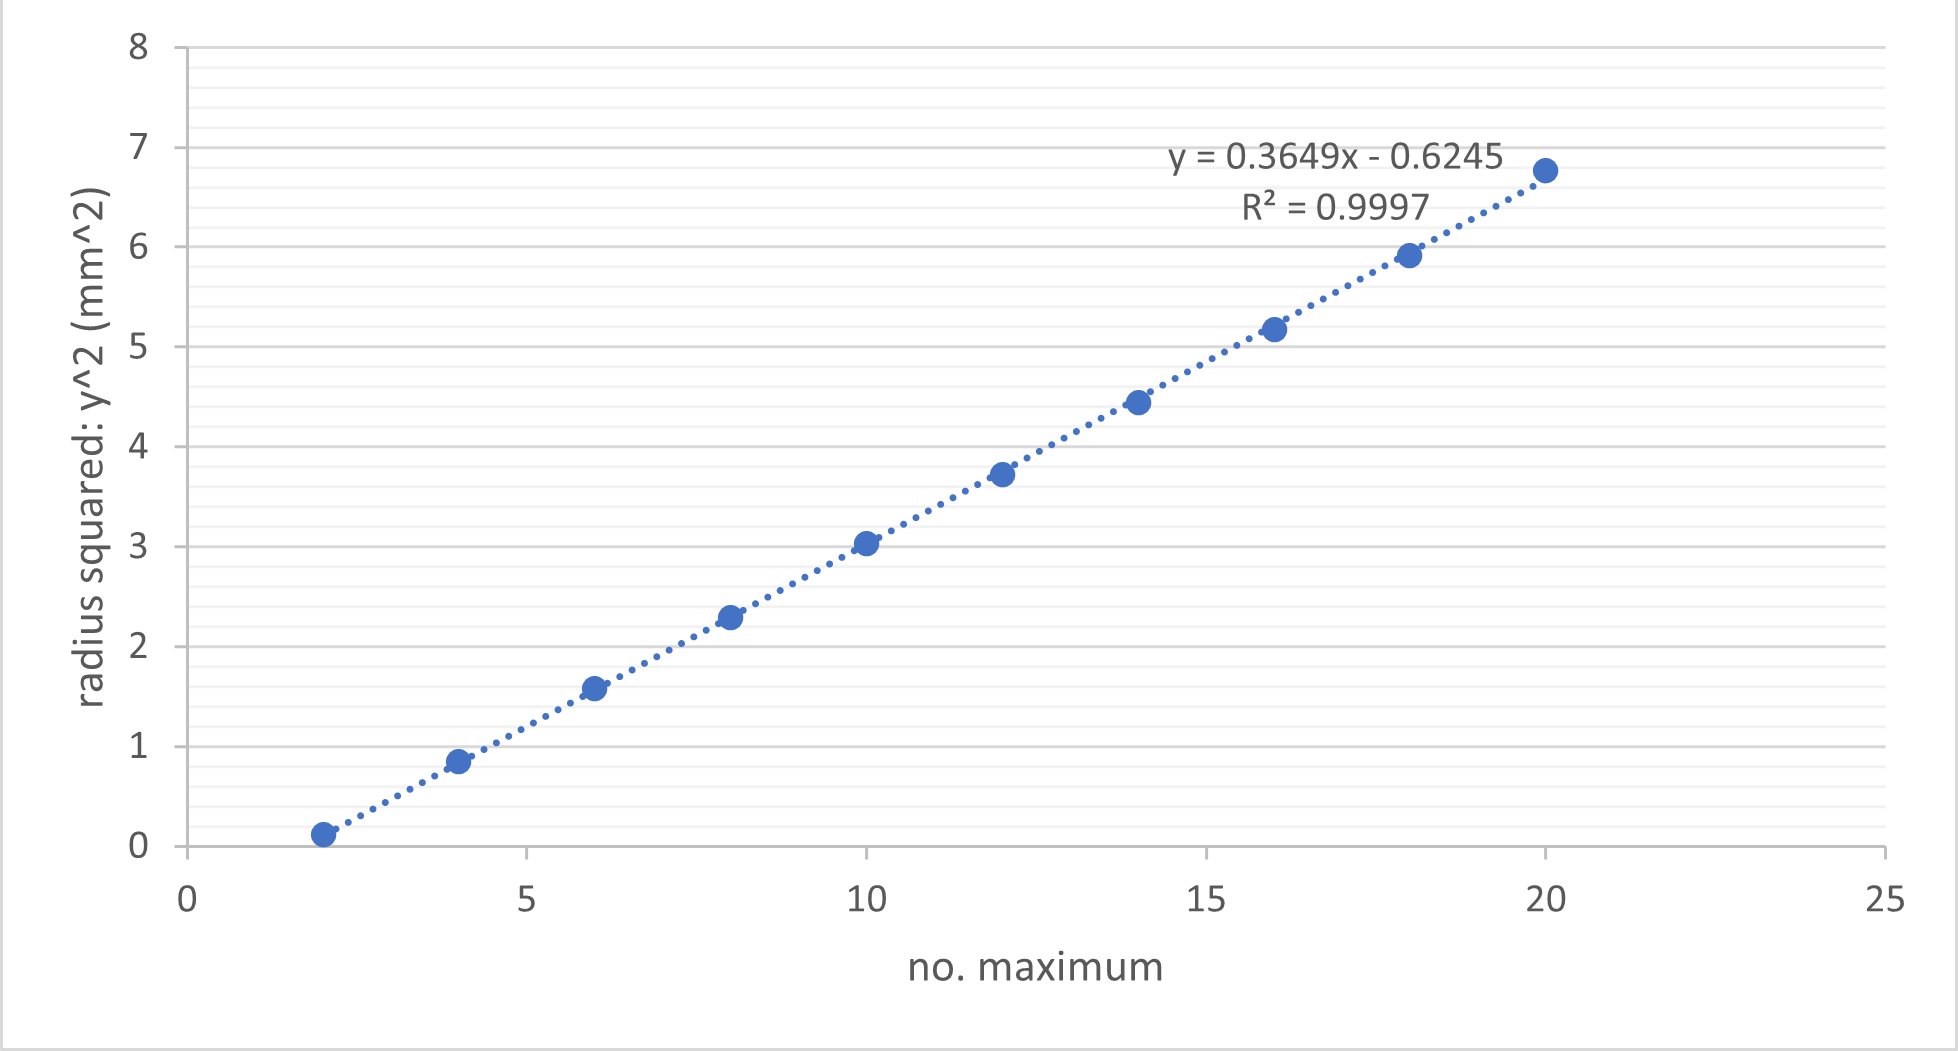 8
7
6
5
4
3
2
1
0
radius squared: y^2 (mm^2)
y = 0.3649x - 0.6245
R² = 0.9997
0 5 10 15 20 25
no. maximum